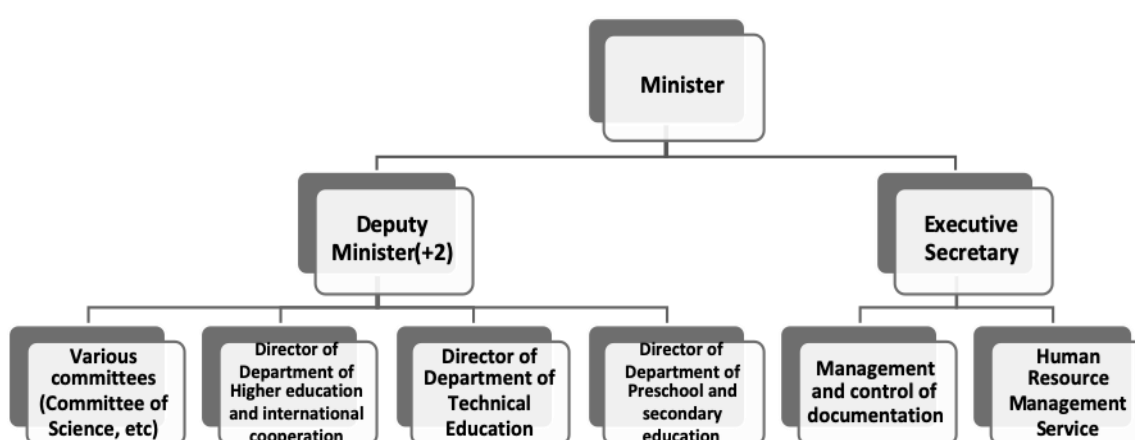 Minister
Deputy
Minister(+2)
Executive
Secretary
Various
committees
(Committee of
Science, etc)
Director of
Department of
Higher education
and international
cooperation
Director of
Department of
Technical
Education
Director of
Department of
Preschool and
secondary
education
Management
and control of
documentation
Human
Resource
Management
Service